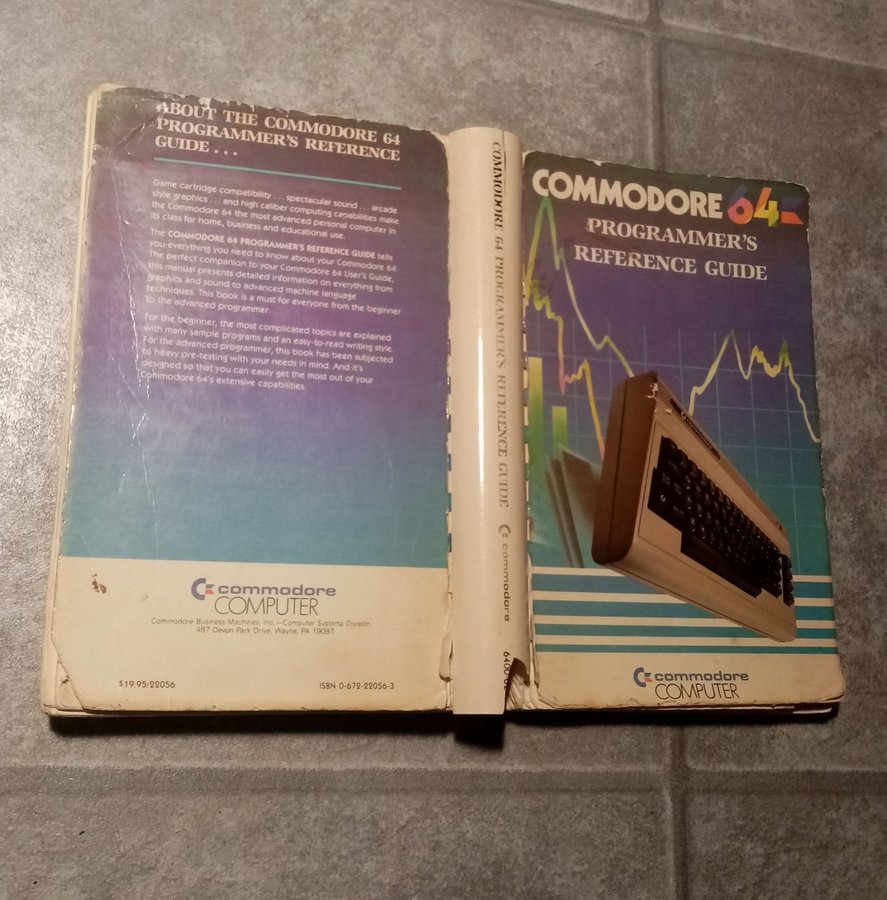 ABOUT THE COMMODORE 64
PROGRAMMER'S REFERENCE
GUIDE . . .
Game cartridge compatibility . . . spectacular sound . . . arcade
style graphics . . . and high caliber computing capabilities make
the Commodore 64 the most advanced personal computer in
its class for home, business and educational use.
The COMMODORE 64 PROGRAMMER'S REFERENCE GUIDE tells
you everything you need to know about your Commodore 64.
The perfect companion to your Commodore 64 User's Guide,
this manual presents detailed information on everything from
graphics and sound to advanced machine language
techniques. This book is a must for everyone from the beginner
to the advanced programmer.
For the beginner, the most complicated topics are explained
with many sample programs and an easy-to-read writing style.
For the advanced programmer, this book has been subjected
to heavy pre-testing with your needs in mind. And it's
designed so that you can easily get the most out of your
Commodore 64's extensive capabilities.
commodore
COMPUTER
Commodore Business Machines, Inc.—Computer Systems Division,
487 Devon Park Drive, Wayne, PA 19087
$19.95/22056
ISBN 0-672-22056-3
COMMODORE 64 PROGRAMMER'S REFERENCE GUIDE
commodore
COMMODORE 64
PROGRAMMER'S
REFERENCE GUIDE
commodore
COMPUTER